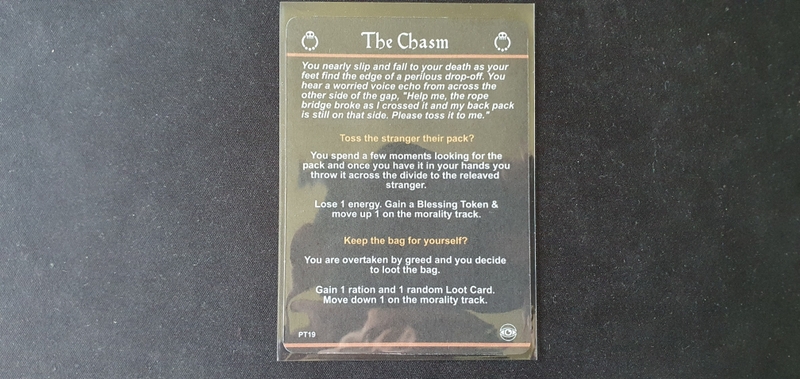 The Chasm
You nearly slip and fall to your death as your
feet find the edge of a perilous drop-off. You
hear a worried voice echo from across the
other side of the gap, "Help me, the rope
bridge broke as I crossed it and my back pack
is still on that side. Please toss it to me."
Toss the stranger their pack?
You spend a few moments looking for the
pack and once you have it in your hands you
throw it across the divide to the releaved
stranger.
Lose 1 energy. Gain a Blessing Token &
move up 1 on the morality track.
Keep the bag for yourself?
You are overtaken by greed and you decide
to loot the bag.
Gain 1 ration and 1 random Loot Card.
Move down 1 on the morality track.
PT19